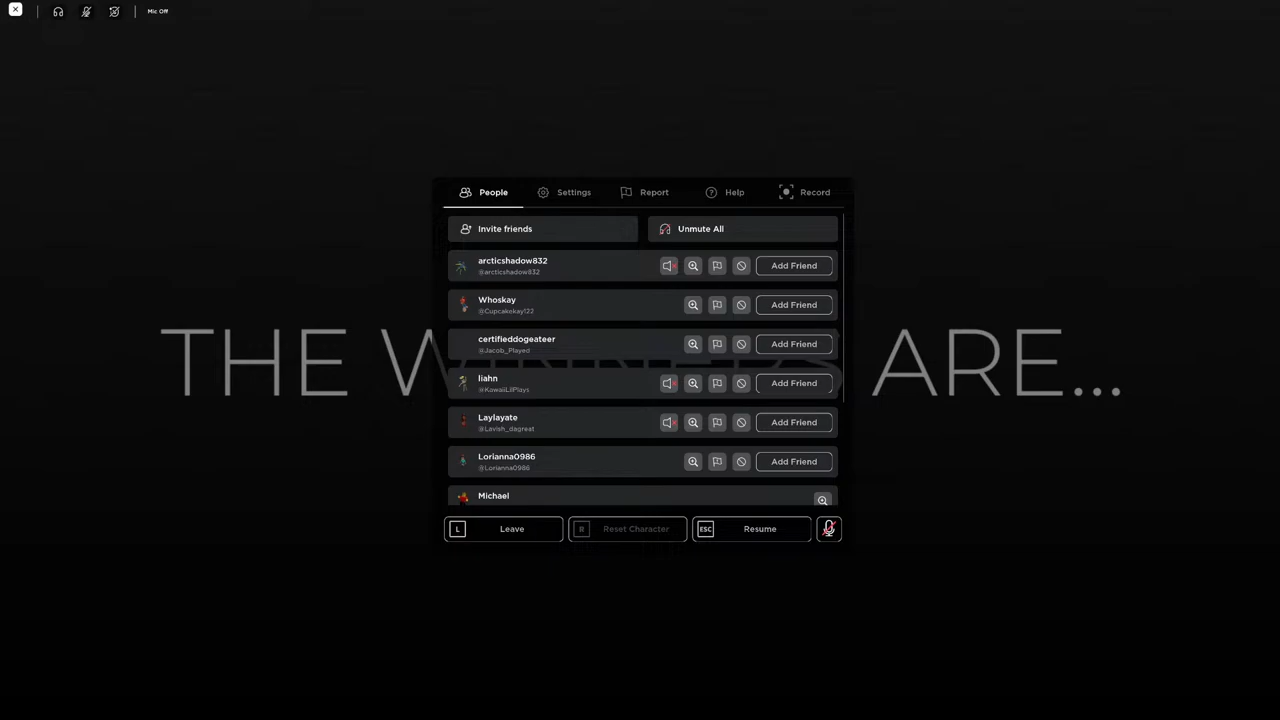 Mic Off
People Settings Report Help Record
Invite friends Unmute All
arcticshadow832
@arcticshadow832
Add Friend
Whoskay
@Cupcakekay122
Add Friend
certifieddogeateer
@Jacob_Played
Add Friend
THE WINNERS ARE...
liahn
@KawaiiLilPlays
Add Friend
Laylayate
@Lavish_dagreat
Add Friend
Lorianna0986
@Lorianna0986
Add Friend
Michael
L Leave R Reset Character ESC Resume